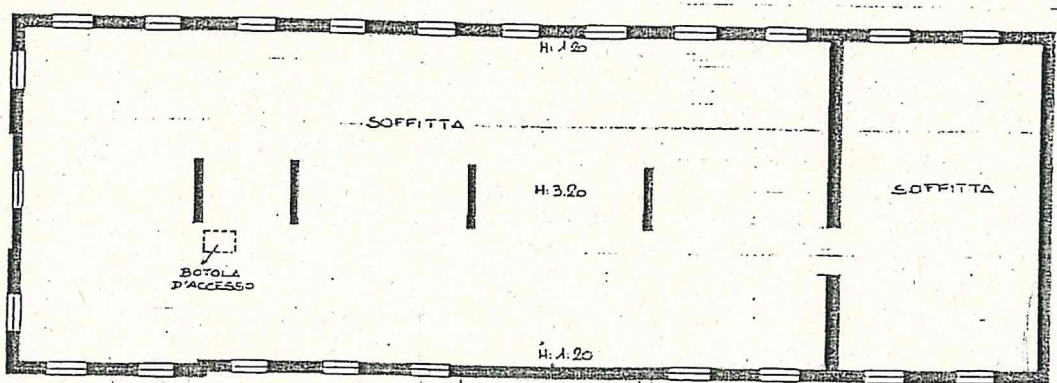 H: 1.20
SOFFITTA
H: 3.20
SOFFITTA
BOTOLA
D'ACCESSO
H: 1.20